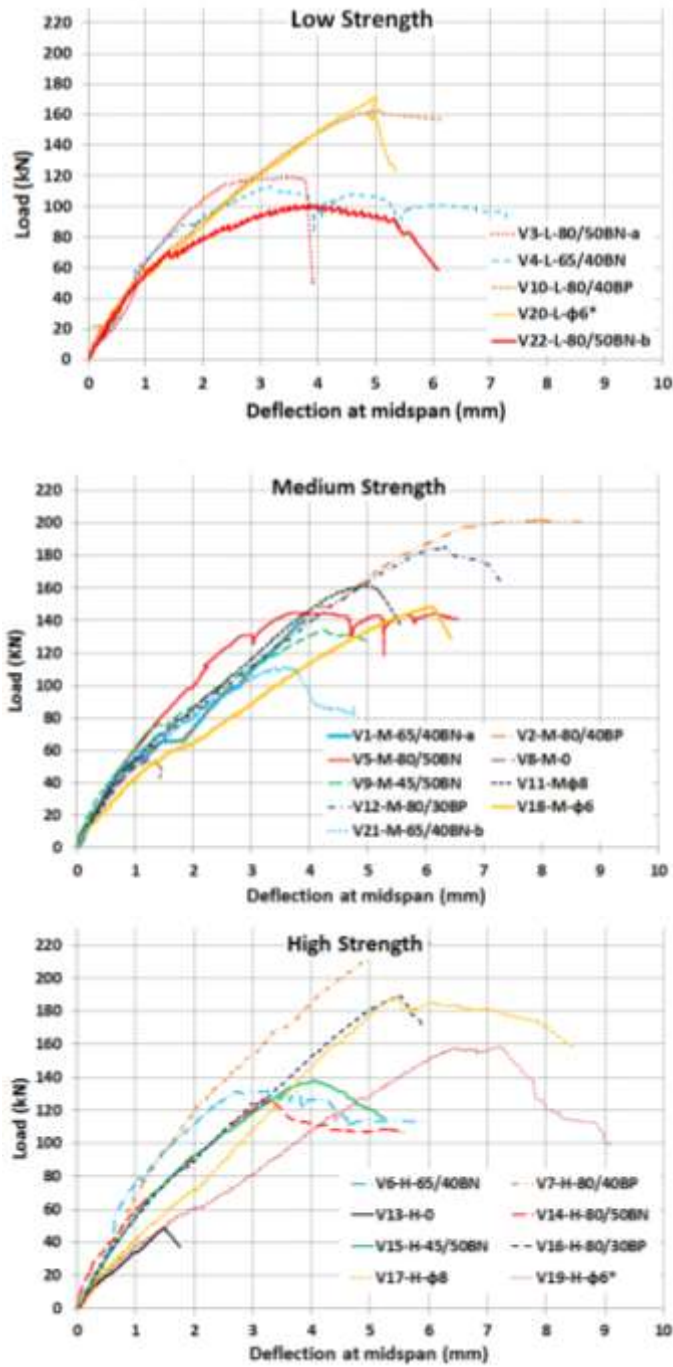 Low Strength
Load (kN)
220
200
180
160
140
120
100
80
60
40
20
0
V3-L-80/50BN-a
V4-L-65/40BN
V10-L-80/40BP
V20-L-ϕ6*
V22-L-80/50BN-b
0 1 2 3 4 5 6 7 8 9 10
Deflection at midspan (mm)
Medium Strength
Load (KN)
220
200
180
160
140
120
100
80
60
40
20
0
V1-M-65/40BN-a V2-M-80/40BP
V5-M-80/50BN V8-M-0
V9-M-45/50BN V11-Mϕ8
V12-M-80/30BP V18-M-ϕ6
V21-M-65/40BN-b
0 1 2 3 4 5 6 7 8 9 10
Deflection at midspan (mm)
High Strength
Load (kN)
220
200
180
160
140
120
100
80
60
40
20
0
V6-H-65/40BN V7-H-80/40BP
V13-H-0 V14-H-80/50BN
V15-H-45/50BN V16-H-80/30BP
V17-H-ϕ8 V19-H-ϕ6*
0 1 2 3 4 5 6 7 8 9 10
Deflection at midspan (mm)